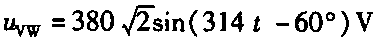 u_VW = 380 √2 sin(314 t − 60°) V